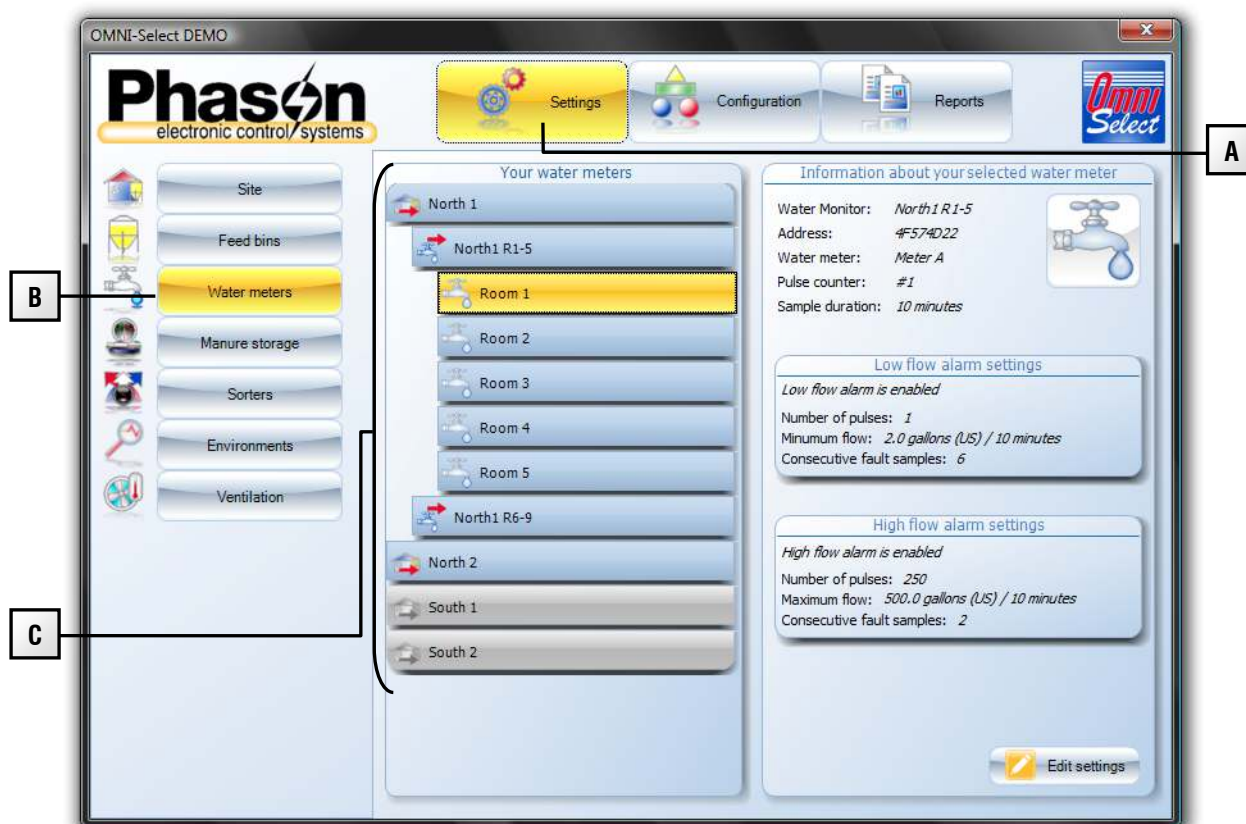 OMNI-Select DEMO
Phason
electronic control systems
Settings
Configuration
Reports
Omni
Select
A
Site
Feed bins
Water meters
Manure storage
Sorters
Environments
Ventilation
B
C
Your water meters
North 1
North1 R1-5
Room 1
Room 2
Room 3
Room 4
Room 5
North1 R6-9
North 2
South 1
South 2
Information about your selected water meter
Water Monitor: North1 R1-5
Address: 4F574D22
Water meter: Meter A
Pulse counter: #1
Sample duration: 10 minutes
Low flow alarm settings
Low flow alarm is enabled
Number of pulses: 1
Minumum flow: 2.0 gallons (US) / 10 minutes
Consecutive fault samples: 6
High flow alarm settings
High flow alarm is enabled
Number of pulses: 250
Maximum flow: 500.0 gallons (US) / 10 minutes
Consecutive fault samples: 2
Edit settings